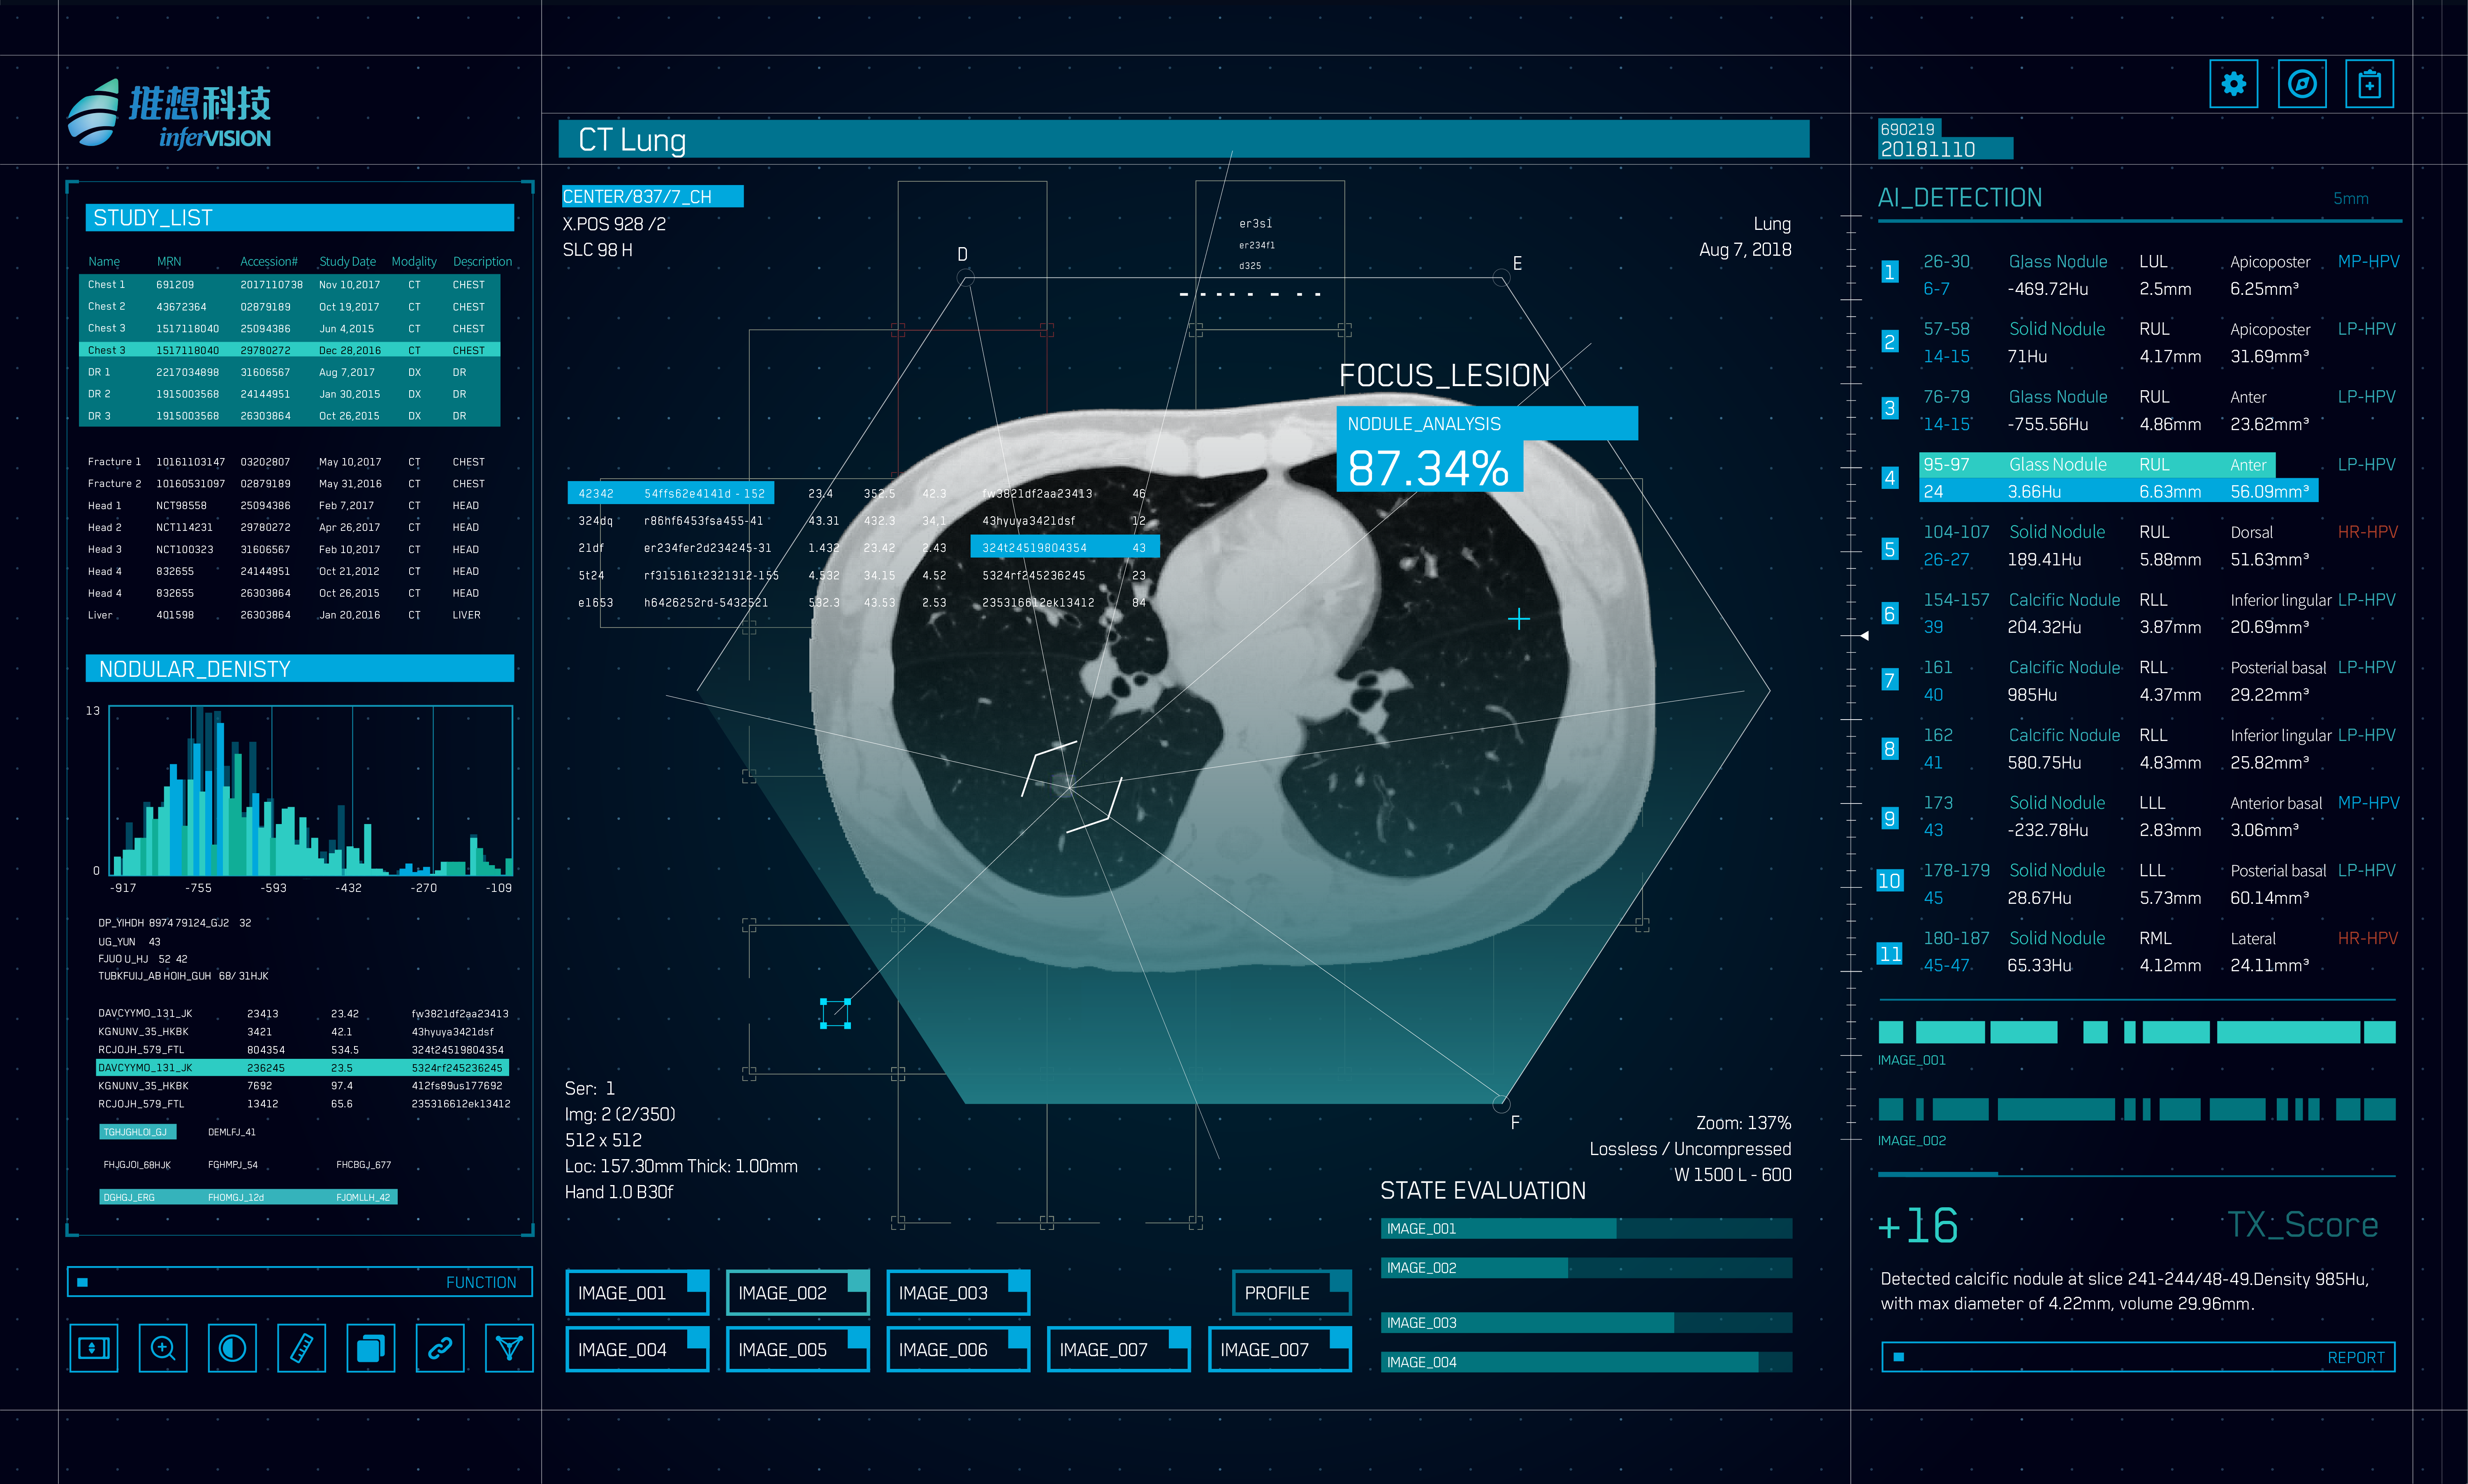 推想科技
inferVISION
STUDY_LIST
Name MRN Accession# Study Date Modality Description
Chest 1 691209 2017110738 Nov 10,2017 CT CHEST
Chest 2 43672364 02879189 Oct 19,2017 CT CHEST
Chest 3 1517118040 25094386 Jun 4,2015 CT CHEST
Chest 3 1517118040 29780272 Dec 28,2016 CT CHEST
DR 1 2217034898 31606567 Aug 7,2017 DX DR
DR 2 1915003568 24144951 Jan 30,2015 DX DR
DR 3 1915003568 26303864 Oct 26,2015 DX DR
Fracture 1 10161103147 03202807 May 10,2017 CT CHEST
Fracture 2 10160531097 02879189 May 31,2016 CT CHEST
Head 1 NCT98558 25094386 Feb 7,2017 CT HEAD
Head 2 NCT114231 29780272 Apr 26,2017 CT HEAD
Head 3 NCT100323 31606567 Feb 10,2017 CT HEAD
Head 4 832655 24144951 Oct 21,2012 CT HEAD
Head 4 832655 26303864 Oct 26,2015 CT HEAD
Liver 401598 26303864 Jan 20,2016 CT LIVER
NODULAR_DENISTY
13
0
-917 -755 -593 -432 -270 -109
DP_YIHDH 8974 79124_GJ2 32
UG_YUN 43
FJUO U_HJ 52 42
TUBKFUIJ_AB HOIH_GUH 68/ 31HJK
DAVCYYMO_131_JK 23413 23.42 fw3821df2aa23413
KGNUNV_35_HKBK 3421 42.1 43hyuya3421dsf
RCJOJH_579_FTL 804354 534.5 324t24519804354
DAVCYYMO_131_JK 236245 23.5 5324rf245236245
KGNUNV_35_HKBK 7692 97.4 412fs89us177692
RCJOJH_579_FTL 13412 65.6 235316612ek13412
TGHJGHLOI_GJ DEMLFJ_41
FHJGJOI_68HJK FGHMPJ_54 FHCBGJ_677
DGHGJ_ERG FHOMGJ_12d FJOMLLH_42
FUNCTION
CT Lung
CENTER/837/7_CH
X.POS 928 /2
SLC 98 H
er3s1
er234f1
d325
Lung
Aug 7, 2018
D
E
FOCUS_LESION
NODULE_ANALYSIS
87.34%
42342 54ffs62e4141d - 152 23.4 352.5 42.3 fw3821df2aa23413 46
324dq r86hf6453fsa455-41 43.31 432.3 34,1 43hyuya3421dsf 12
21df er234fer2d234245-31 1.432 23.42 2.43 324t24519804354 43
5t24 rf315161t2321312-155 4.532 34.15 4.52 5324rf245236245 23
el653 h6426252rd-5432521 532.3 43.53 2.53 235316612ek13412 84
F
Ser: 1
Img: 2 (2/350)
512 x 512
Loc: 157.30mm Thick: 1.00mm
Hand 1.0 B30f
Zoom: 137%
Lossless / Uncompressed
W 1500 L - 600
STATE EVALUATION
IMAGE_001
IMAGE_002
IMAGE_003
IMAGE_004
IMAGE_001 IMAGE_002 IMAGE_003 PROFILE
IMAGE_004 IMAGE_005 IMAGE_006 IMAGE_007 IMAGE_007
690219
20181110
AI_DETECTION 5mm
1 26-30 Glass Nodule LUL Apicoposter MP-HPV
6-7 -469.72Hu 2.5mm 6.25mm³
2 57-58 Solid Nodule RUL Apicoposter LP-HPV
14-15 71Hu 4.17mm 31.69mm³
3 76-79 Glass Nodule RUL Anter LP-HPV
14-15 -755.56Hu 4.86mm 23.62mm³
4 95-97 Glass Nodule RUL Anter LP-HPV
24 3.66Hu 6.63mm 56.09mm³
5 104-107 Solid Nodule RUL Dorsal HR-HPV
26-27 189.41Hu 5.88mm 51.63mm³
6 154-157 Calcific Nodule RLL Inferior lingular LP-HPV
39 204.32Hu 3.87mm 20.69mm³
7 161 Calcific Nodule RLL Posterial basal LP-HPV
40 985Hu 4.37mm 29.22mm³
8 162 Calcific Nodule RLL Inferior lingular LP-HPV
41 580.75Hu 4.83mm 25.82mm³
9 173 Solid Nodule LLL Anterior basal MP-HPV
43 -232.78Hu 2.83mm 3.06mm³
10 178-179 Solid Nodule LLL Posterial basal LP-HPV
45 28.67Hu 5.73mm 60.14mm³
11 180-187 Solid Nodule RML Lateral HR-HPV
45-47 65.33Hu 4.12mm 24.11mm³
IMAGE_001
IMAGE_002
+16 TX_Score
Detected calcific nodule at slice 241-244/48-49.Density 985Hu,
with max diameter of 4.22mm, volume 29.96mm.
REPORT